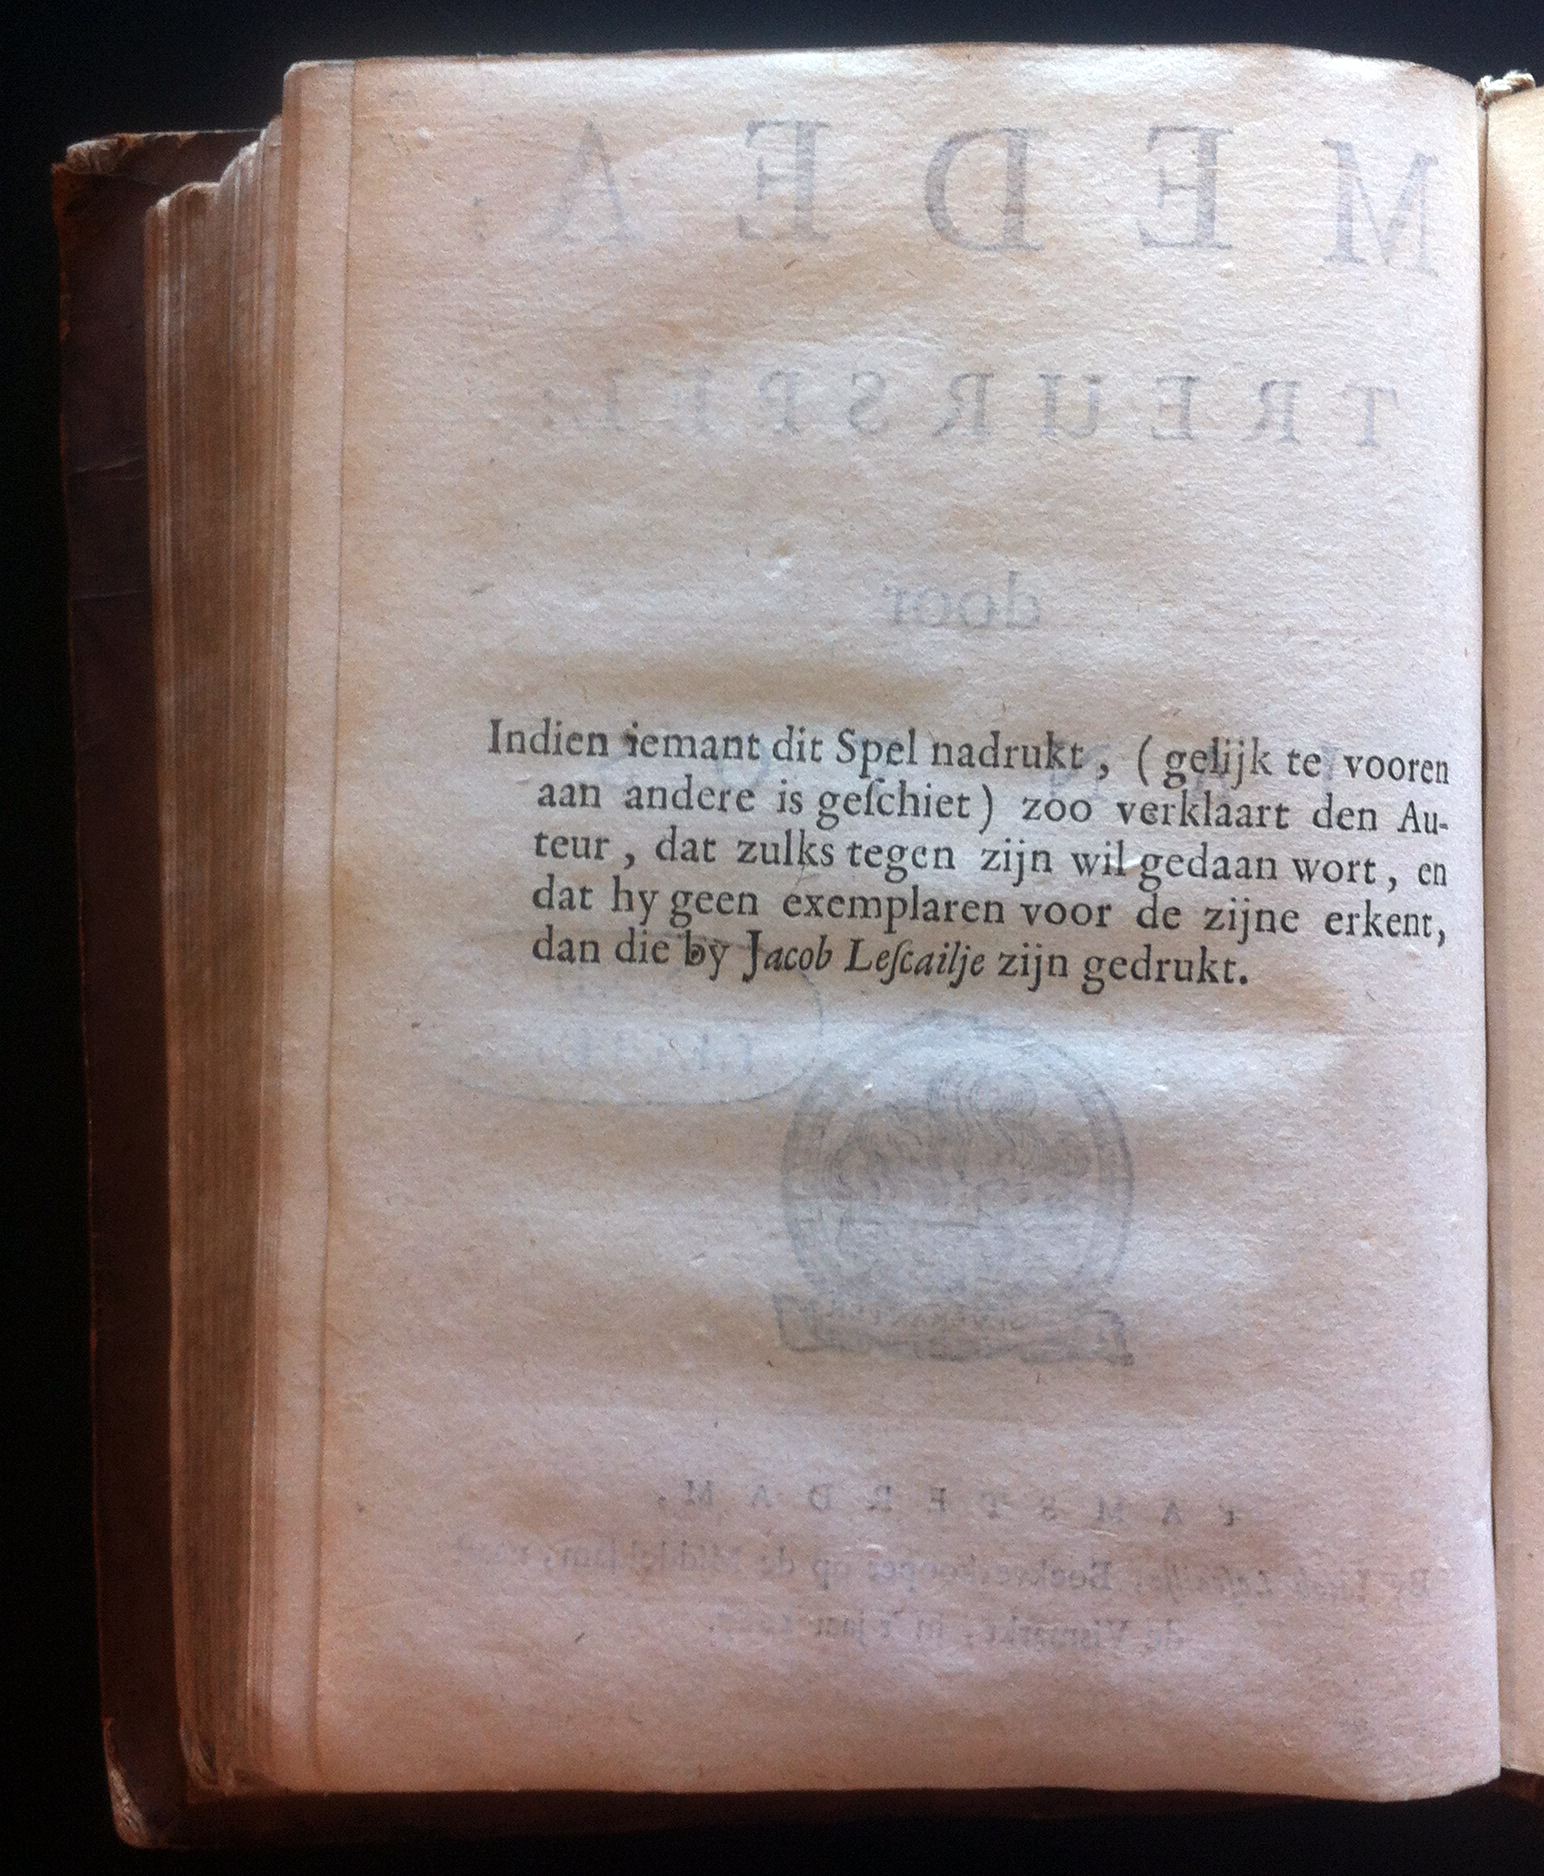 Indien iemant dit Spel nadrukt, (gelijk te vooren
aan andere is geſchiet) zoo verklaart den Au-
teur, dat zulks tegen zijn wil gedaan wort, en
dat hy geen exemplaren voor de zijne erkent,
dan die by Jacob Leſcailje zijn gedrukt.